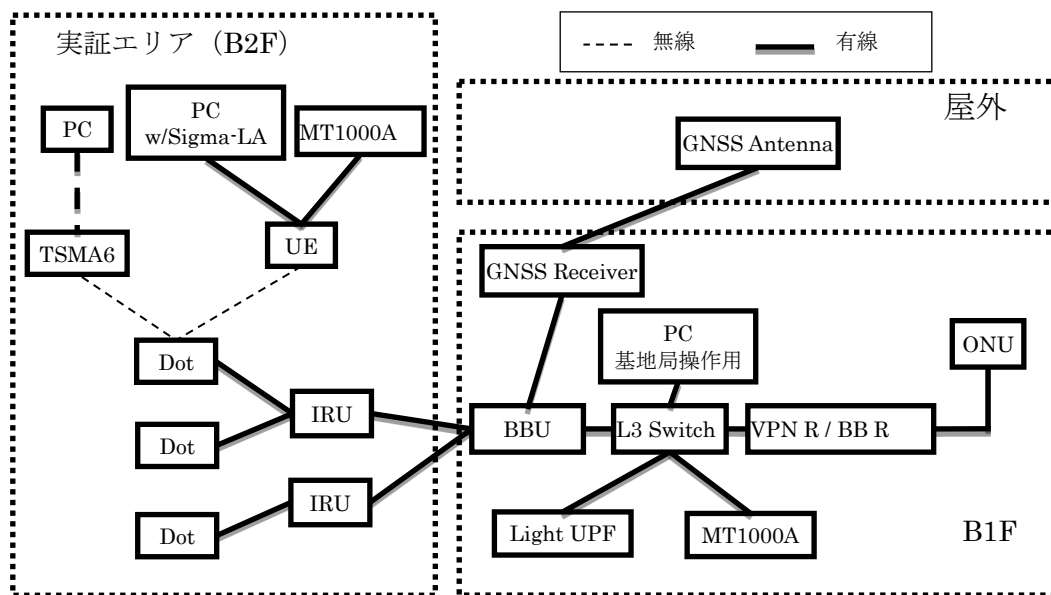 実証エリア（B2F）
無線
有線
屋外
PC
PC
w/Sigma-LA
MT1000A
GNSS Antenna
TSMA6
UE
GNSS Receiver
PC
基地局操作用
ONU
Dot
IRU
BBU
L3 Switch
VPN R / BB R
Dot
IRU
Dot
Light UPF
MT1000A
B1F